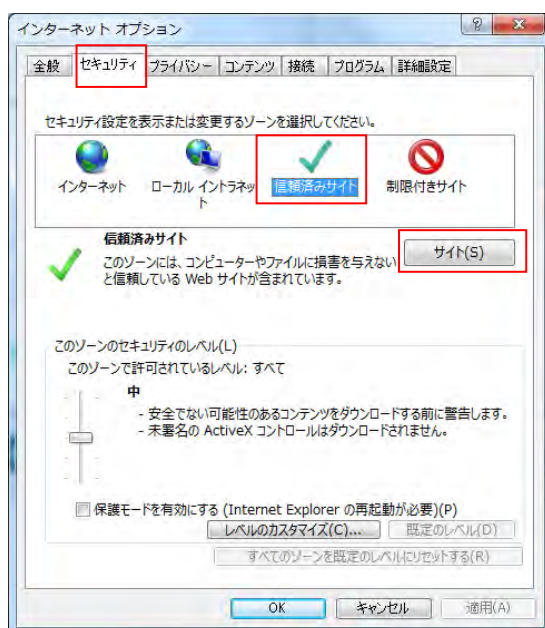 インターネット オプション
全般 セキュリティ プライバシー コンテンツ 接続 プログラム 詳細設定
セキュリティ設定を表示または変更するゾーンを選択してください。
インターネット ローカル イントラネッ 信頼済みサイト 制限付きサイト
ト
信頼済みサイト
サイト(S)
このゾーンには、コンピューターやファイルに損害を与えない
と信頼している Web サイトが含まれています。
このゾーンのセキュリティのレベル(L)
このゾーンで許可されているレベル: すべて
中
- 安全でない可能性のあるコンテンツをダウンロードする前に警告します。
- 未署名の ActiveX コントロールはダウンロードされません。
保護モードを有効にする (Internet Explorer の再起動が必要)(P)
レベルのカスタマイズ(C)... 既定のレベル(D)
すべてのゾーンを既定のレベルにリセットする(R)
OK キャンセル 適用(A)